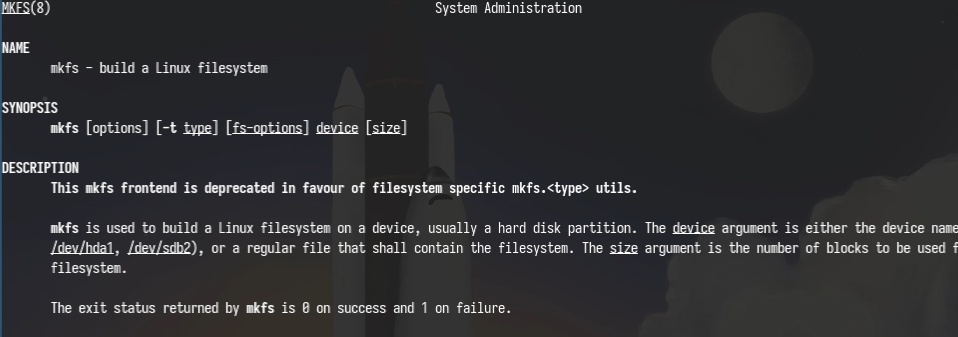 MKFS(8) System Administration
NAME
mkfs - build a Linux filesystem
SYNOPSIS
mkfs [options] [-t type] [fs-options] device [size]
DESCRIPTION
This mkfs frontend is deprecated in favour of filesystem specific mkfs.<type> utils.
mkfs is used to build a Linux filesystem on a device, usually a hard disk partition. The device argument is either the device name
/dev/hda1, /dev/sdb2), or a regular file that shall contain the filesystem. The size argument is the number of blocks to be used f
filesystem.
The exit status returned by mkfs is 0 on success and 1 on failure.